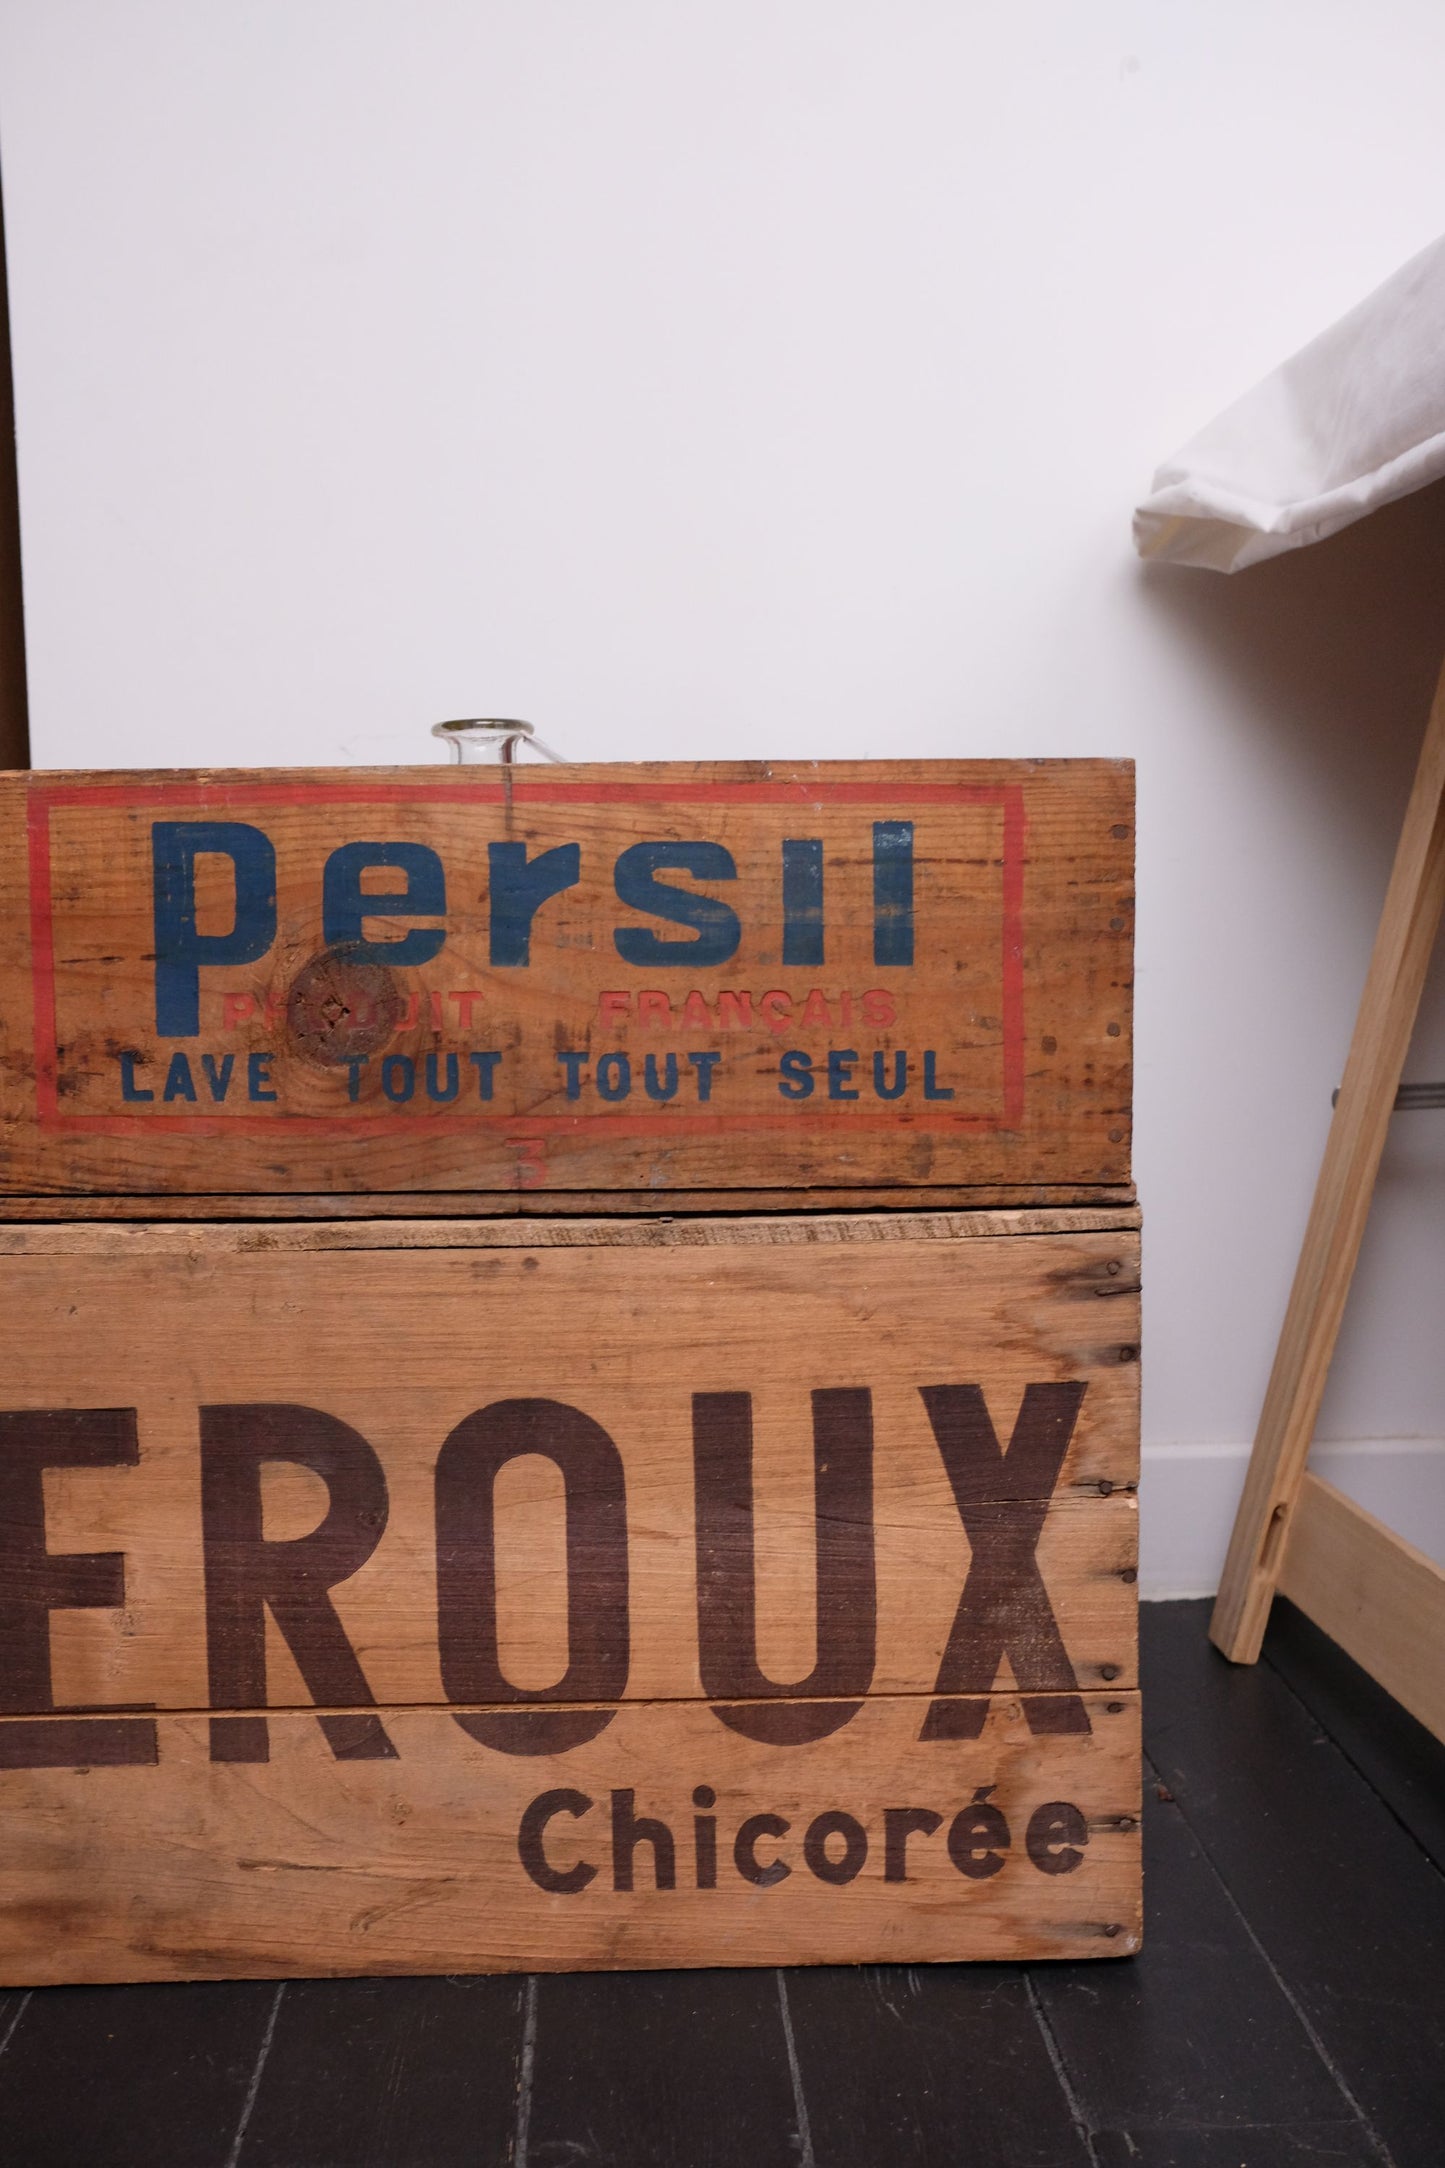 Persil
PRODUIT FRANÇAIS
LAVE TOUT TOUT SEUL
3
EROUX
Chicorée